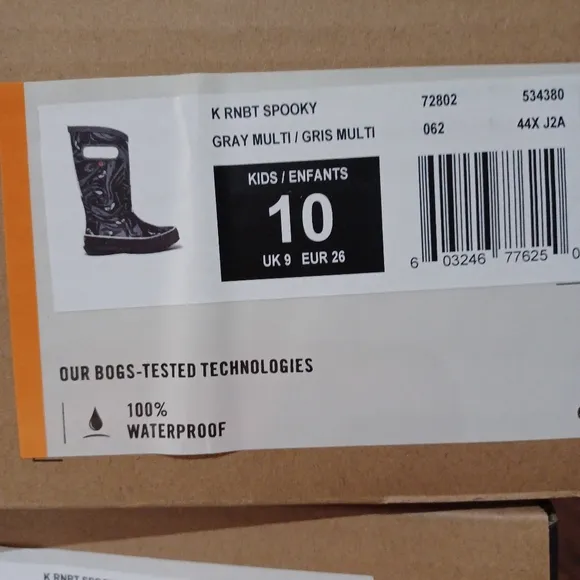 K RNBT SPOOKY 72802 534380
GRAY MULTI / GRIS MULTI 062 44X J2A
KIDS / ENFANTS
10
UK 9 EUR 26
6 03246 77625 0
OUR BOGS-TESTED TECHNOLOGIES
100%
WATERPROOF
K RNBT